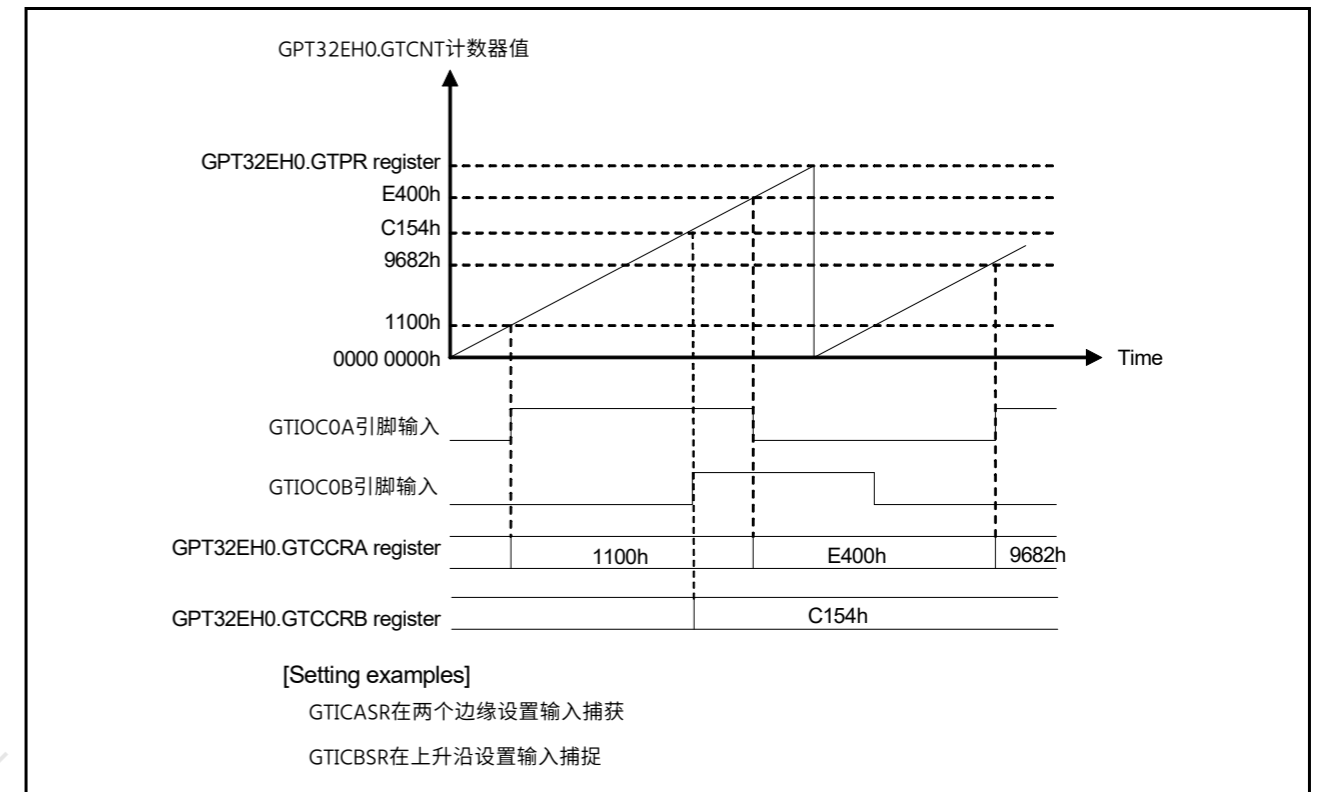 GPT32EH0.GTCNT计数器值
GPT32EH0.GTPR register
E400h
C154h
9682h
1100h
0000 0000h
Time
GTIOC0A引脚输入
GTIOC0B引脚输入
GPT32EH0.GTCCRA register 1100h E400h 9682h
GPT32EH0.GTCCRB register C154h
[Setting examples]
GTICASR在两个边缘设置输入捕获
GTICBSR在上升沿设置输入捕捉